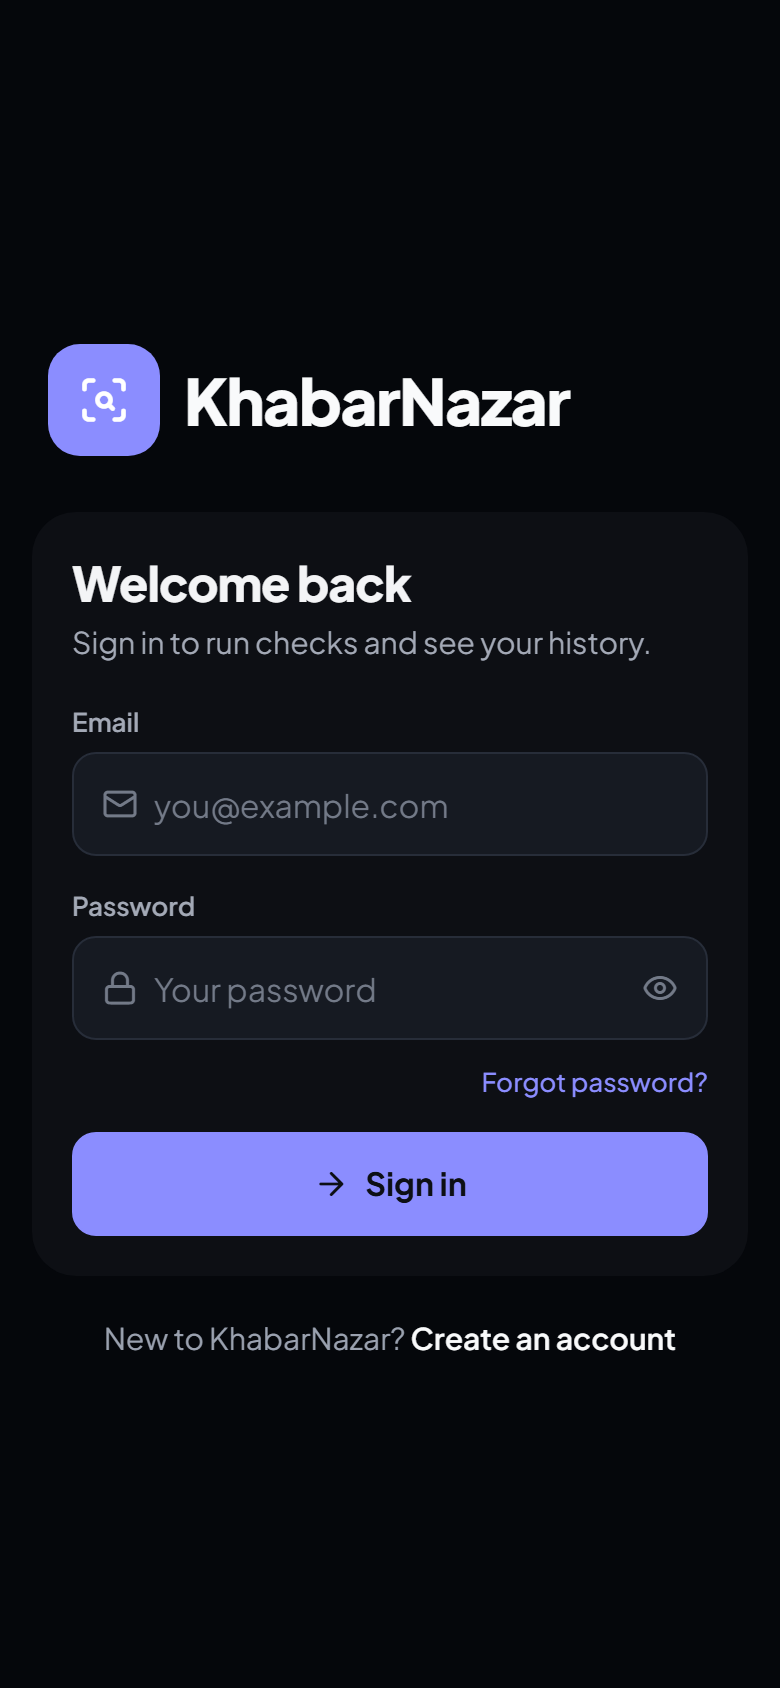 KhabarNazar
Welcome back
Sign in to run checks and see your history.
Email
you@example.com
Password
Your password
Forgot password?
Sign in
New to KhabarNazar? Create an account